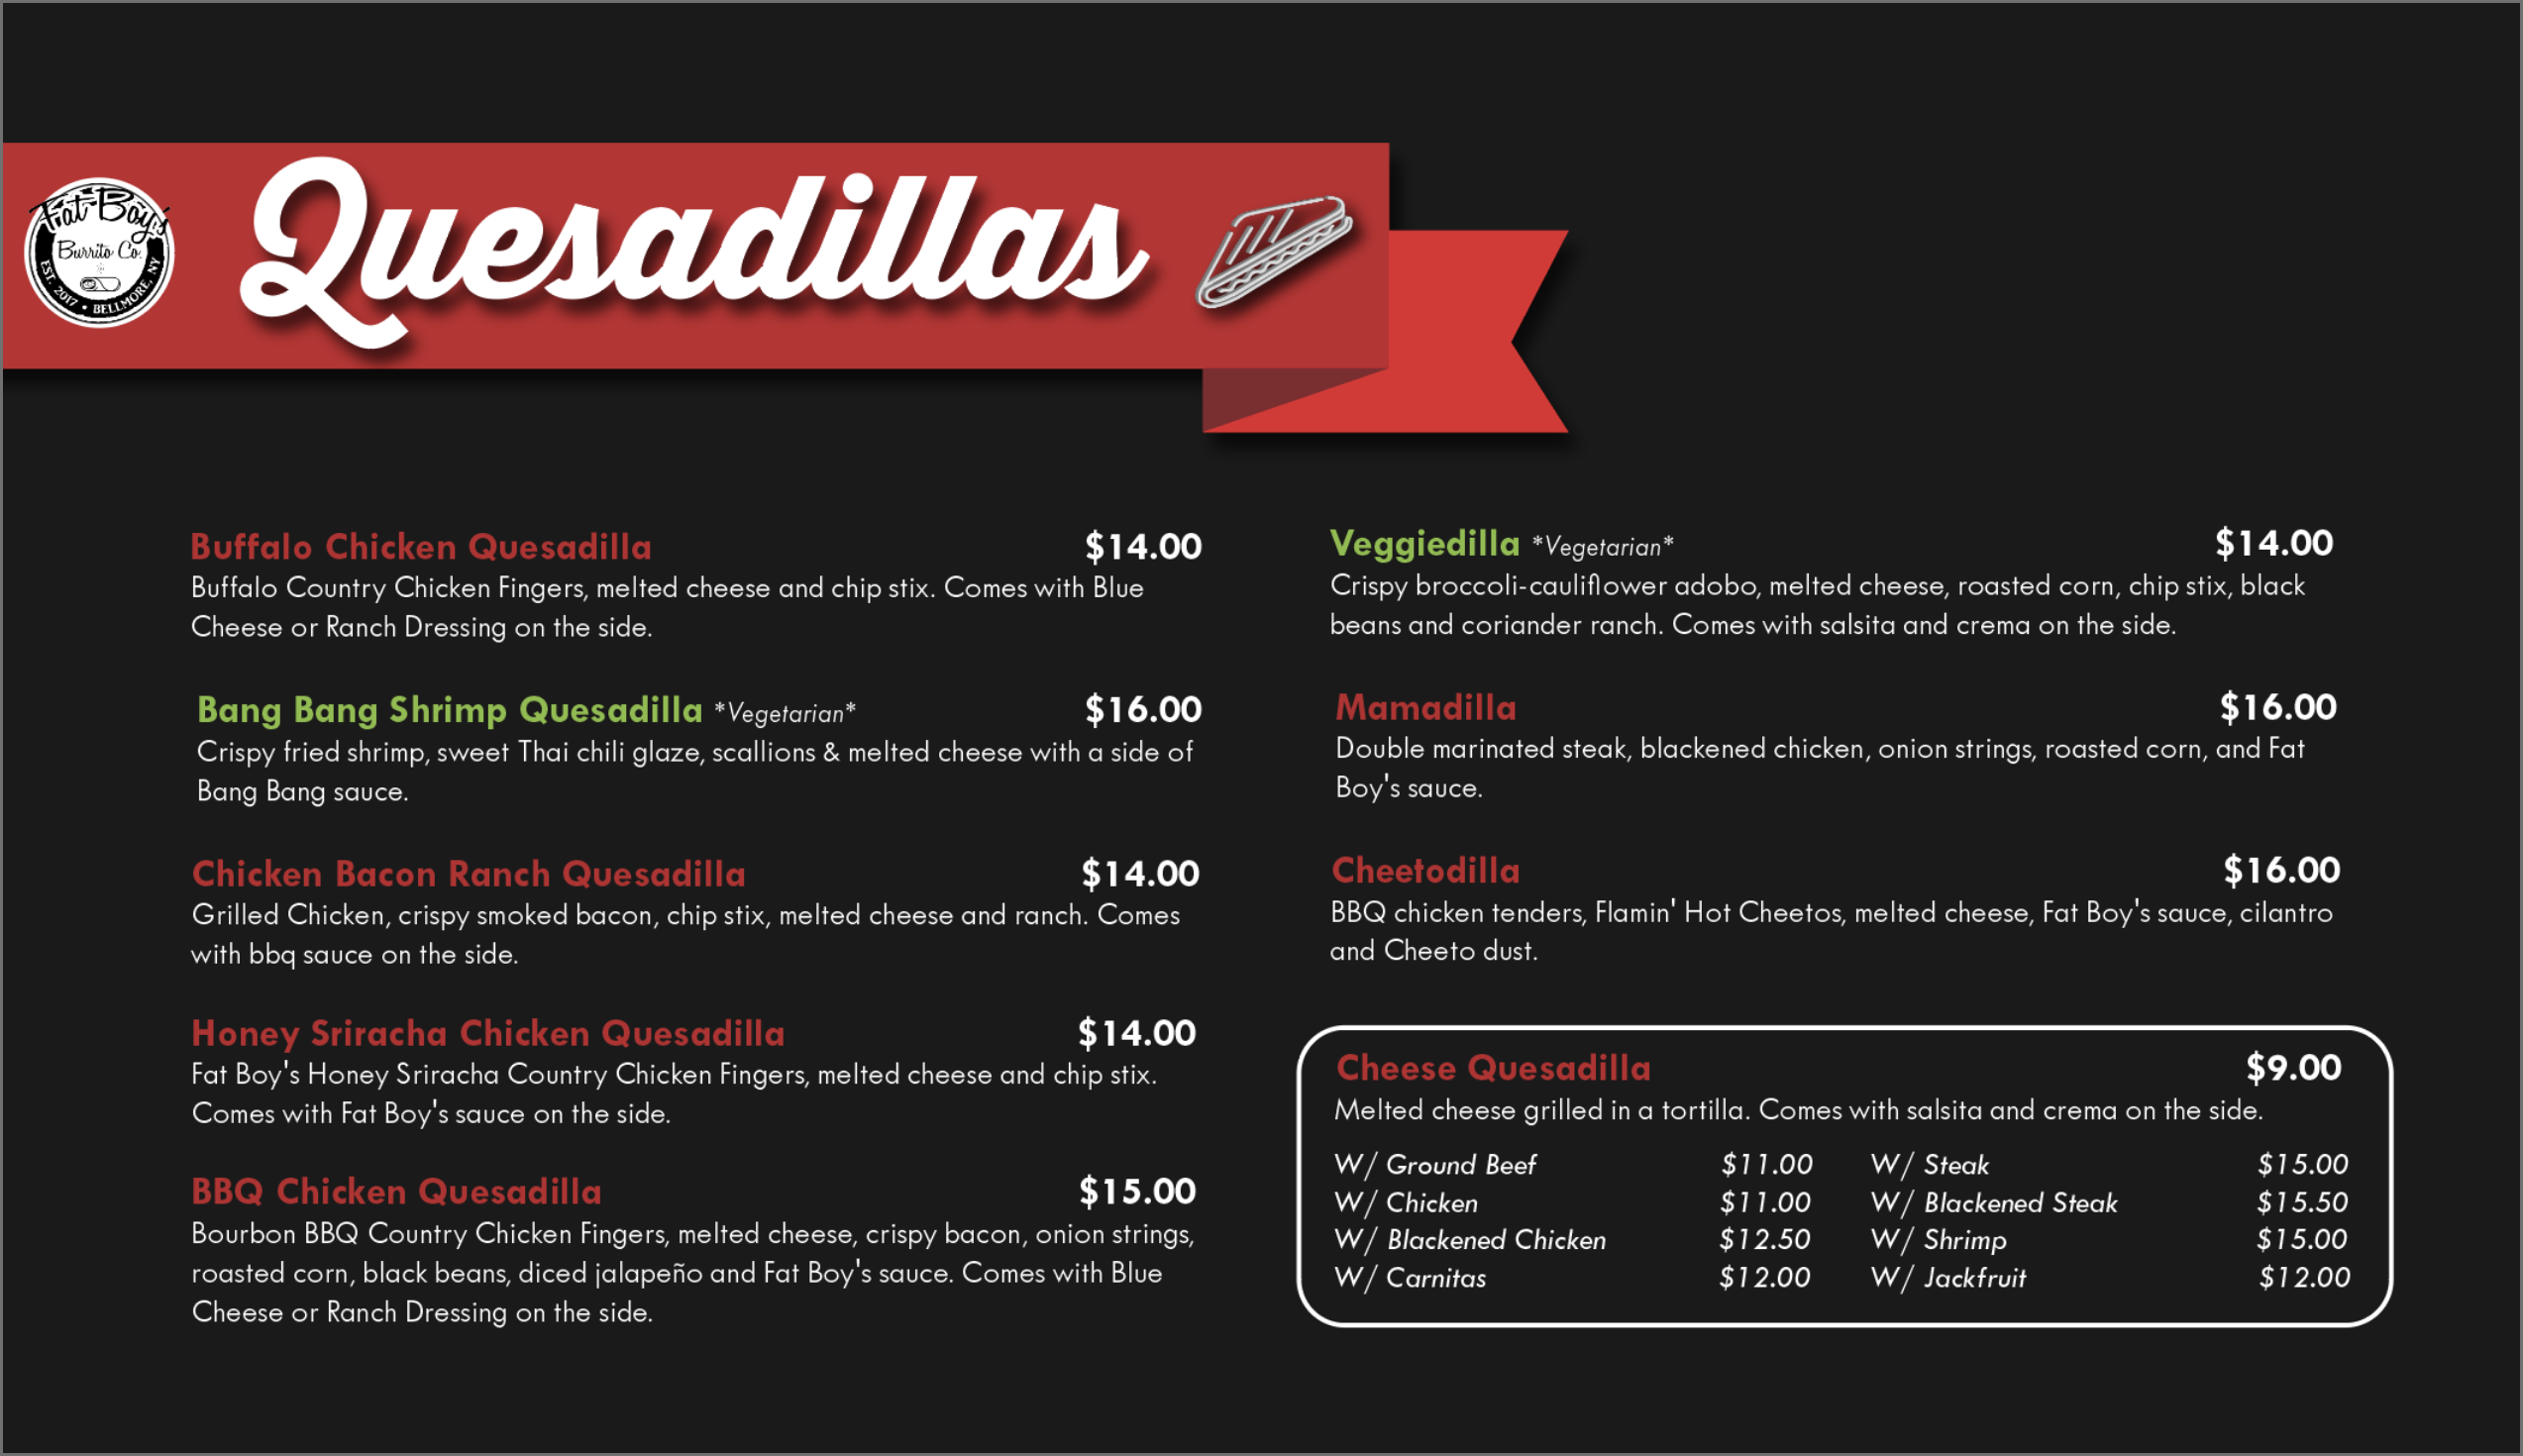 Fat Boy's
Burrito Co.
EST. 2017 • BELLMORE, NY
Quesadillas
Buffalo Chicken Quesadilla $14.00
Buffalo Country Chicken Fingers, melted cheese and chip stix. Comes with Blue
Cheese or Ranch Dressing on the side.
Bang Bang Shrimp Quesadilla *Vegetarian* $16.00
Crispy fried shrimp, sweet Thai chili glaze, scallions & melted cheese with a side of
Bang Bang sauce.
Chicken Bacon Ranch Quesadilla $14.00
Grilled Chicken, crispy smoked bacon, chip stix, melted cheese and ranch. Comes
with bbq sauce on the side.
Honey Sriracha Chicken Quesadilla $14.00
Fat Boy's Honey Sriracha Country Chicken Fingers, melted cheese and chip stix.
Comes with Fat Boy's sauce on the side.
BBQ Chicken Quesadilla $15.00
Bourbon BBQ Country Chicken Fingers, melted cheese, crispy bacon, onion strings,
roasted corn, black beans, diced jalapeño and Fat Boy's sauce. Comes with Blue
Cheese or Ranch Dressing on the side.
Veggiedilla *Vegetarian* $14.00
Crispy broccoli-cauliflower adobo, melted cheese, roasted corn, chip stix, black
beans and coriander ranch. Comes with salsita and crema on the side.
Mamadilla $16.00
Double marinated steak, blackened chicken, onion strings, roasted corn, and Fat
Boy's sauce.
Cheetodilla $16.00
BBQ chicken tenders, Flamin' Hot Cheetos, melted cheese, Fat Boy's sauce, cilantro
and Cheeto dust.
Cheese Quesadilla $9.00
Melted cheese grilled in a tortilla. Comes with salsita and crema on the side.
W/ Ground Beef $11.00 W/ Steak $15.00
W/ Chicken $11.00 W/ Blackened Steak $15.50
W/ Blackened Chicken $12.50 W/ Shrimp $15.00
W/ Carnitas $12.00 W/ Jackfruit $12.00